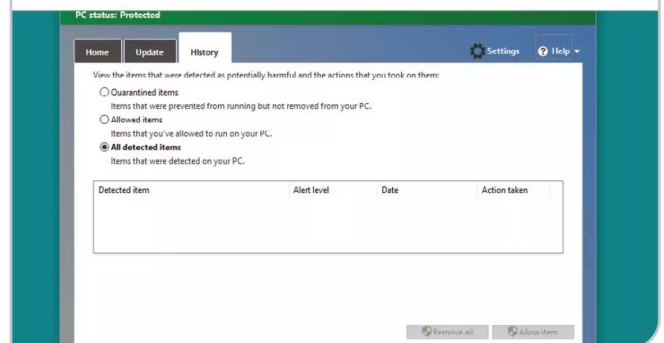 PC status: Protected
Home Update History Settings Help
View the items that were detected as potentially harmful and the actions that you took on them:
Quarantined items
Items that were prevented from running but not removed from your PC.
Allowed items
Items that you've allowed to run on your PC.
All detected items
Items that were detected on your PC.
Detected item Alert level Date Action taken
Remove all Allow item